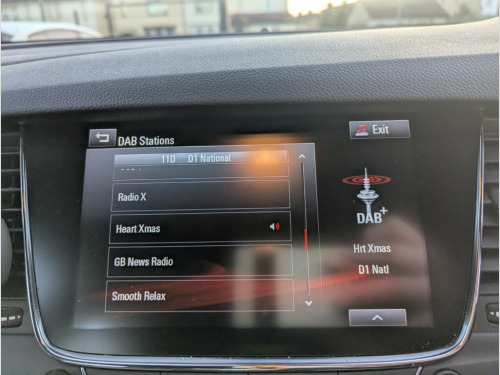 Exit
DAB Stations
11D D1 National
Radio X
Heart Xmas
GB News Radio
Smooth Relax
DAB+
Hrt Xmas
D1 Natl